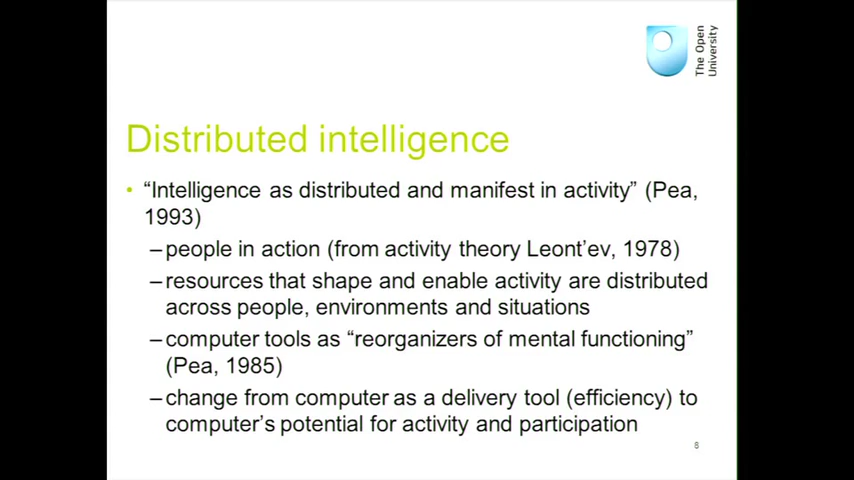 The Open
University
Distributed intelligence
• “Intelligence as distributed and manifest in activity” (Pea,
1993)
–people in action (from activity theory Leont’ev, 1978)
–resources that shape and enable activity are distributed
across people, environments and situations
–computer tools as “reorganizers of mental functioning”
(Pea, 1985)
–change from computer as a delivery tool (efficiency) to
computer’s potential for activity and participation
8